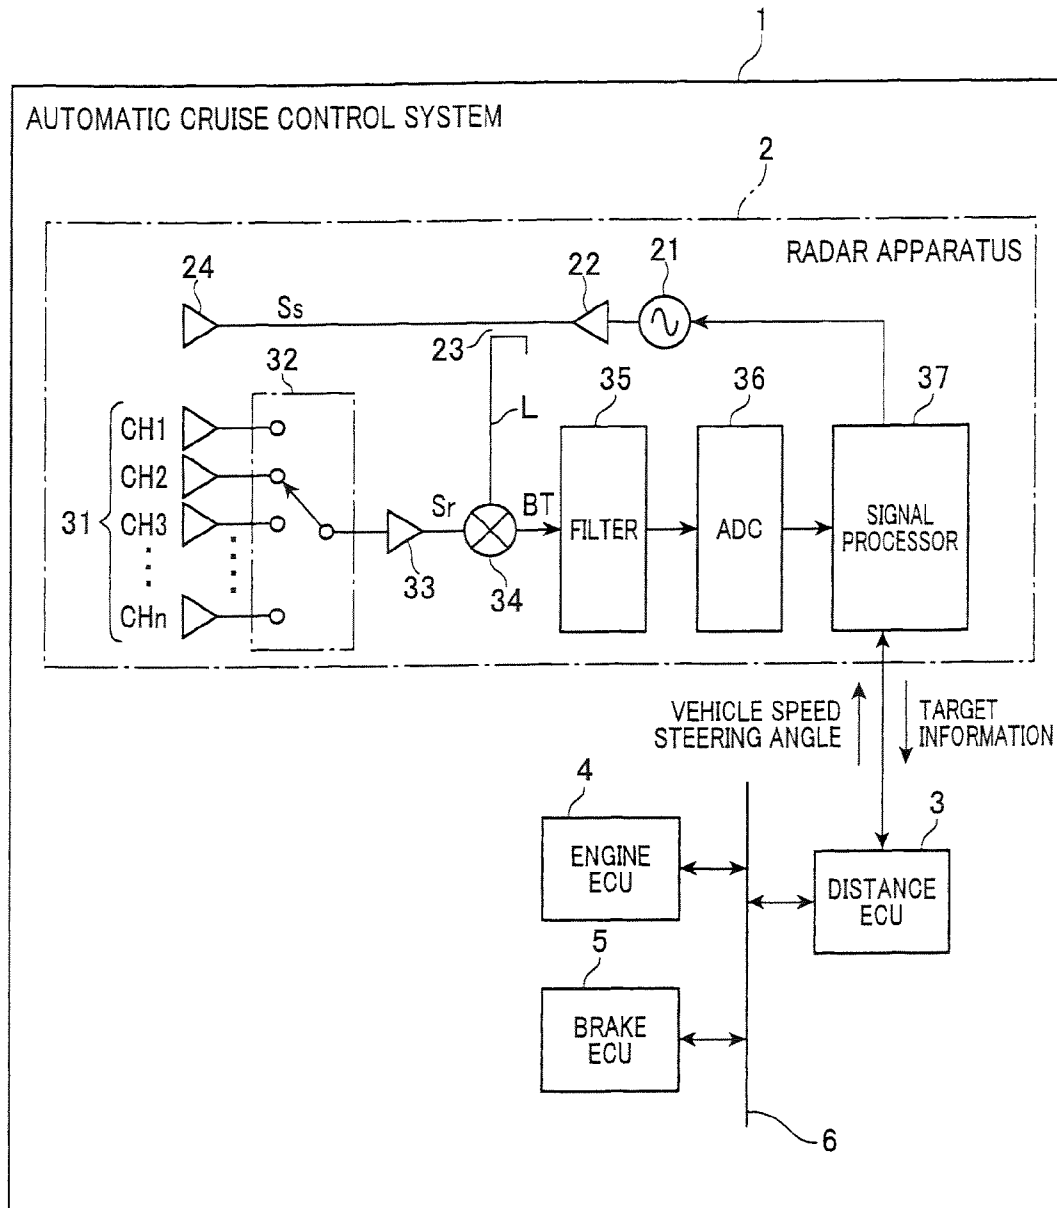 1
AUTOMATIC CRUISE CONTROL SYSTEM
2
RADAR APPARATUS
24
Ss
22
21
23
32
L
35
36
37
31
CH1
CH2
CH3
CHn
Sr
BT
33
34
FILTER
ADC
SIGNAL
PROCESSOR
VEHICLE SPEED
STEERING ANGLE
TARGET
INFORMATION
4
ENGINE
ECU
3
DISTANCE
ECU
5
BRAKE
ECU
6